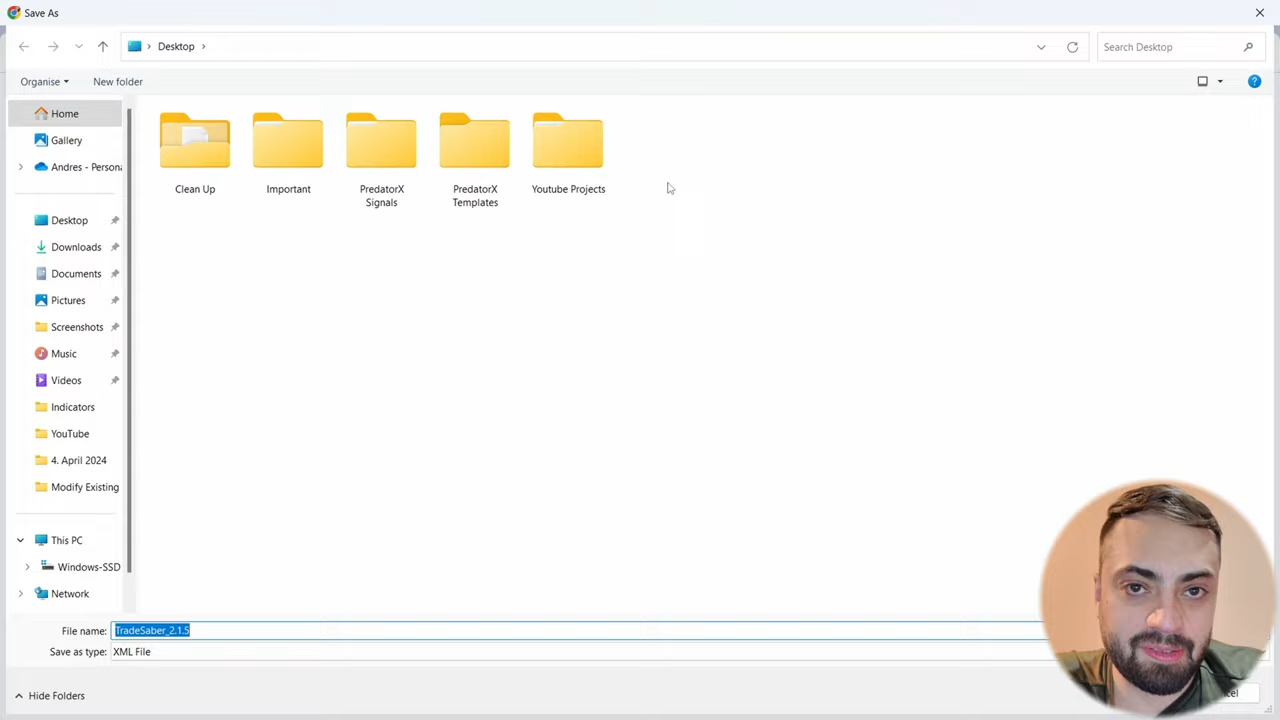 Save As
Desktop
Search Desktop
Organise
New folder
Home
Gallery
Andres - Persona
Desktop
Downloads
Documents
Pictures
Screenshots
Music
Videos
Indicators
YouTube
4. April 2024
Modify Existing
This PC
Windows-SSD
Network
Clean Up
Important
PredatorX
Signals
PredatorX
Templates
Youtube Projects
File name: TradeSaber_2.1.5
Save as type: XML File
Hide Folders